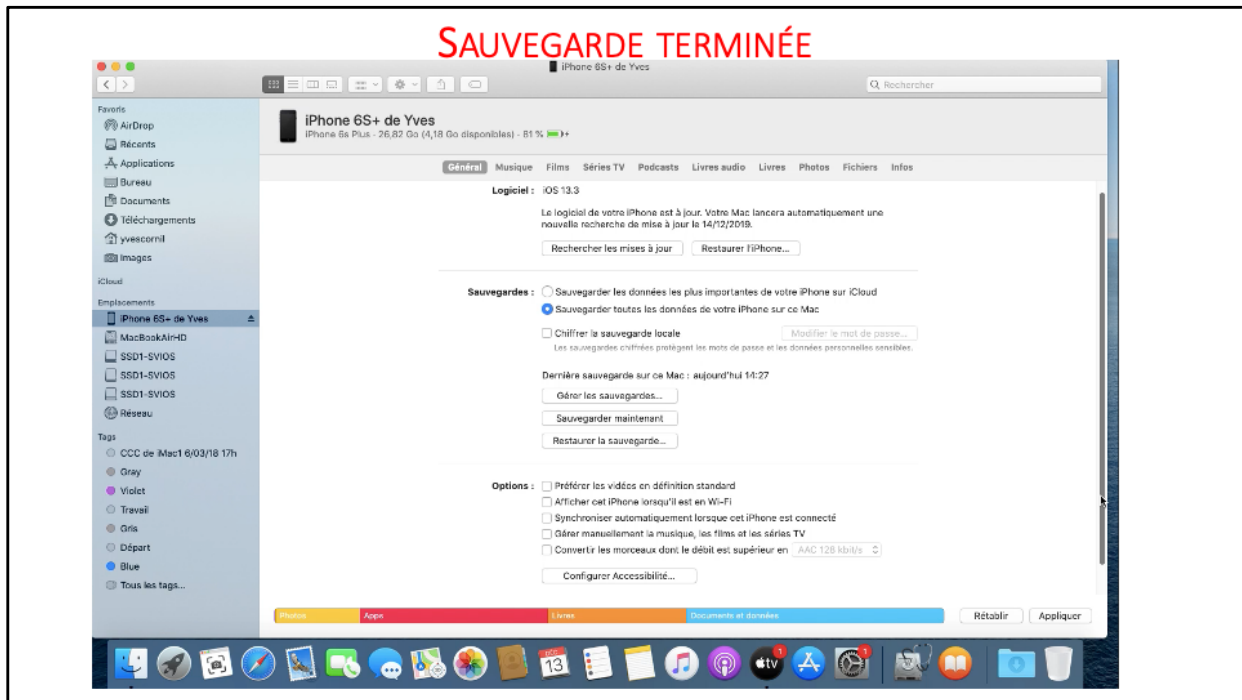 SAUVEGARDE TERMINÉE
iPhone 6S+ de Yves
Rechercher
Favoris
AirDrop
Récents
Applications
Bureau
Documents
Téléchargements
yvescornil
Images
iCloud
Emplacements
iPhone 6S+ de Yves
MacBookAirHD
SSD1-SVIOS
SSD1-SVIOS
SSD1-SVIOS
Réseau
Tags
CCC de iMac1 6/03/18 17h
Gray
Violet
Travail
Gris
Départ
Blue
Tous les tags...
iPhone 6S+ de Yves
iPhone 6s Plus - 26,82 Go (4,18 Go disponibles) - 81 %
Général Musique Films Séries TV Podcasts Livres audio Livres Photos Fichiers Infos
Logiciel : iOS 13.3
Le logiciel de votre iPhone est à jour. Votre Mac lancera automatiquement une
nouvelle recherche de mise à jour le 14/12/2019.
Rechercher les mises à jour Restaurer l'iPhone...
Sauvegardes : Sauvegarder les données les plus importantes de votre iPhone sur iCloud
Sauvegarder toutes les données de votre iPhone sur ce Mac
Chiffrer la sauvegarde locale Modifier le mot de passe...
Les sauvegardes chiffrées protègent les mots de passe et les données personnelles sensibles.
Dernière sauvegarde sur ce Mac : aujourd'hui 14:27
Gérer les sauvegardes...
Sauvegarder maintenant
Restaurer la sauvegarde...
Options : Préférer les vidéos en définition standard
Afficher cet iPhone lorsqu'il est en Wi-Fi
Synchroniser automatiquement lorsque cet iPhone est connecté
Gérer manuellement la musique, les films et les séries TV
Convertir les morceaux dont le débit est supérieur en AAC 128 kbit/s
Configurer Accessibilité...
Photos Apps Livres Documents et données Rétablir Appliquer
13
tv
1
1